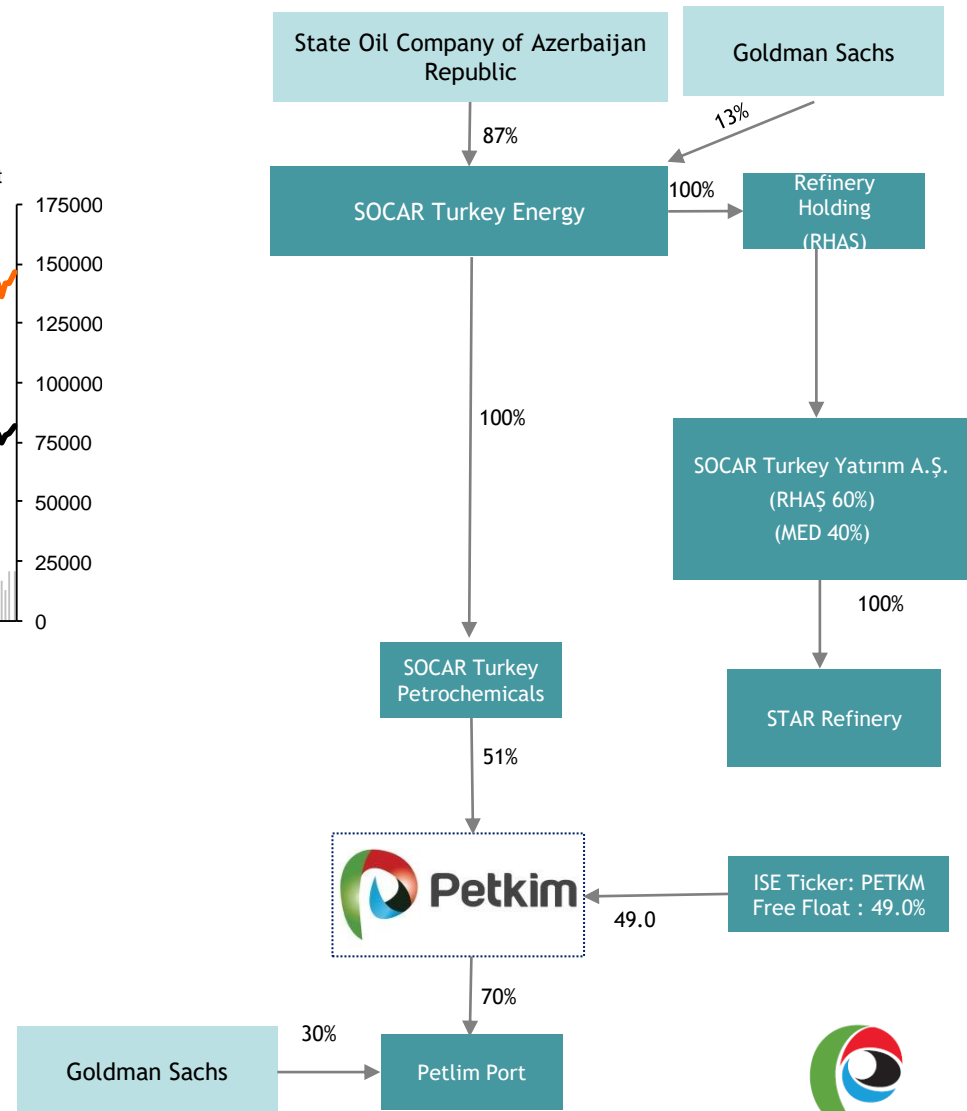 State Oil Company of Azerbaijan
Republic
Goldman Sachs
87%
13%
SOCAR Turkey Energy
100%
Refinery
Holding
(RHAS)
175000
150000
125000
100000
75000
50000
25000
0
100%
SOCAR Turkey Yatırım A.Ş.
(RHAŞ 60%)
(MED 40%)
100%
SOCAR Turkey
Petrochemicals
STAR Refinery
51%
Petkim
49.0
ISE Ticker: PETKM
Free Float : 49.0%
70%
Goldman Sachs
30%
Petlim Port